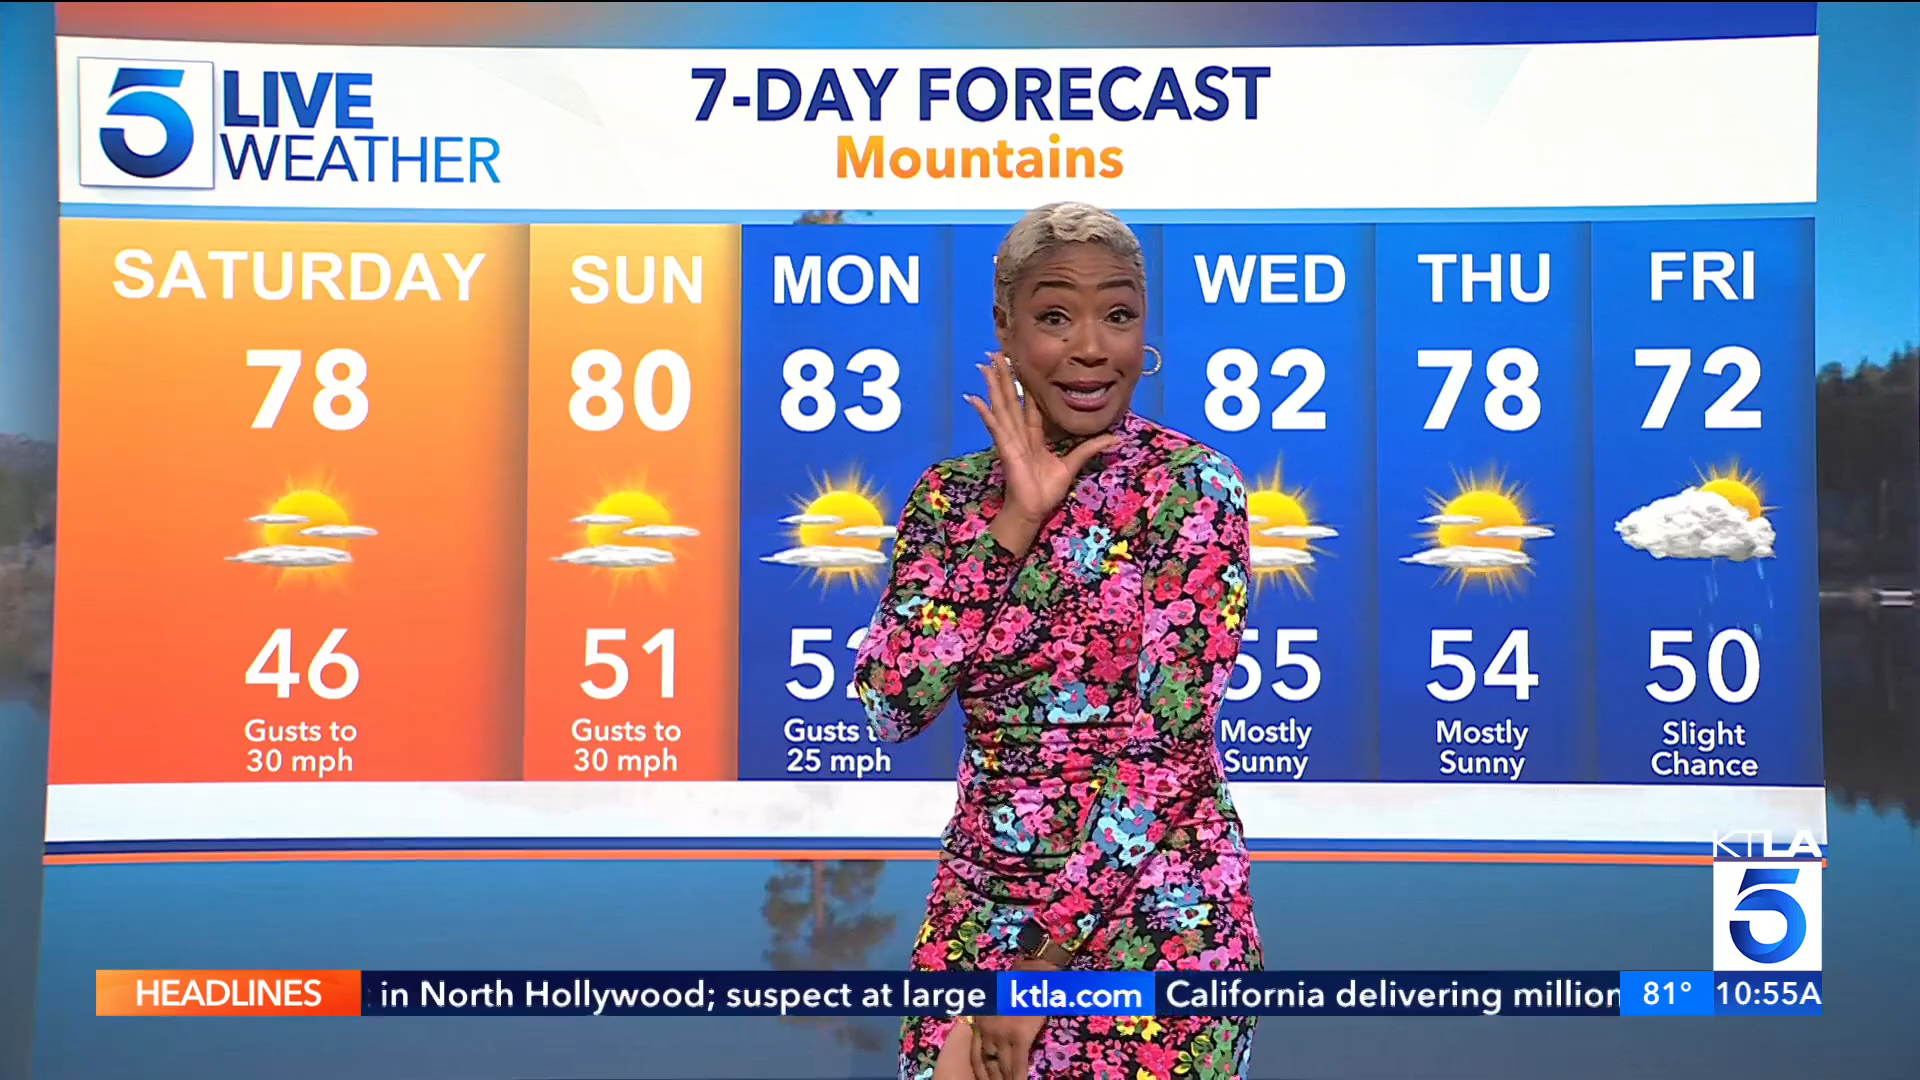 5 LIVE
WEATHER
7-DAY FORECAST
Mountains
SATURDAY
78
46
Gusts to
30 mph
SUN
80
51
Gusts to
30 mph
MON
83
Gusts
25 mph
WED
82
55
Mostly
Sunny
THU
78
54
Mostly
Sunny
FRI
72
50
Slight
Chance
KTLA
5
HEADLINES in North Hollywood; suspect at large ktla.com California delivering million 81° 10:55A